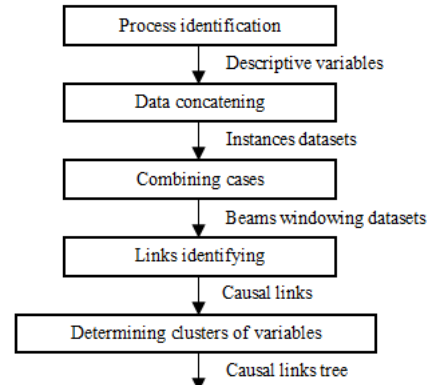 Process identification
Descriptive variables
Data concatening
Instances datasets
Combining cases
Beams windowing datasets
Links identifying
Causal links
Determining clusters of variables
Causal links tree